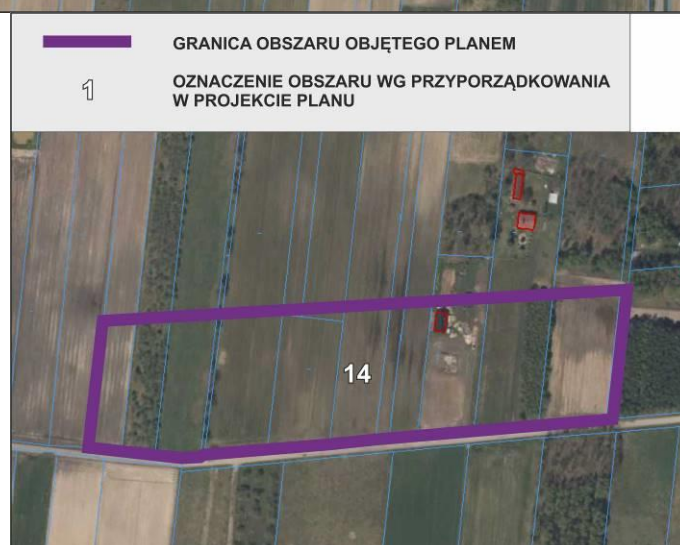 GRANICA OBSZARU OBJĘTEGO PLANEM
1
OZNACZENIE OBSZARU WG PRZYPORZĄDKOWANIA
W PROJEKCIE PLANU
14